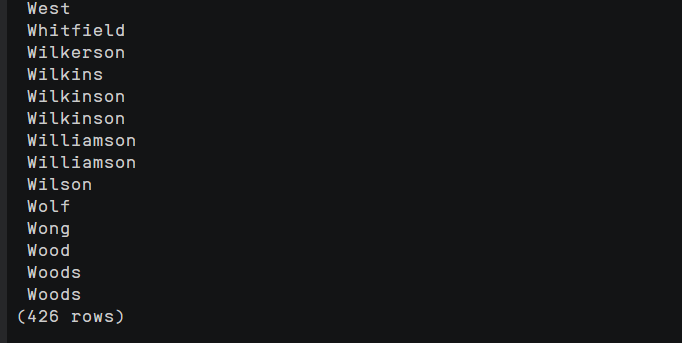 West
Whitfield
Wilkerson
Wilkins
Wilkinson
Wilkinson
Williamson
Williamson
Wilson
Wolf
Wong
Wood
Woods
Woods
(426 rows)